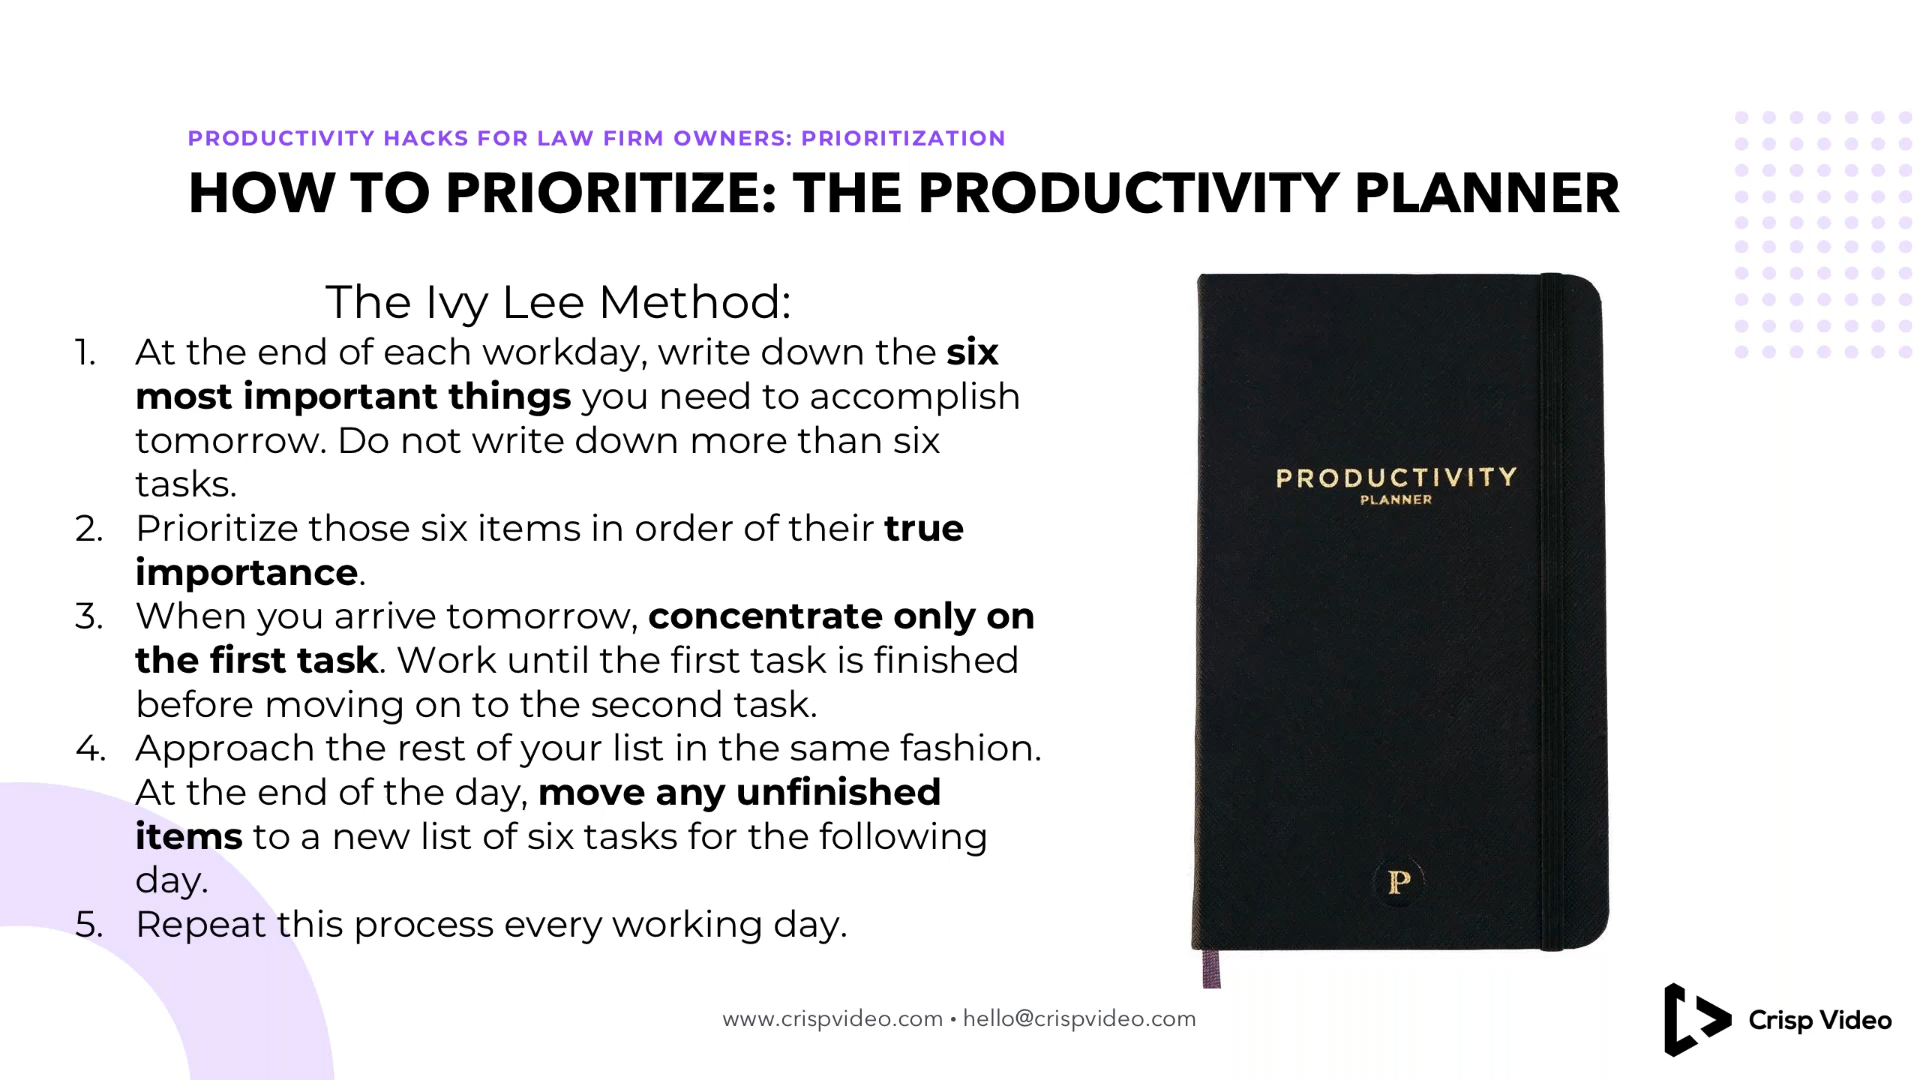 PRODUCTIVITY HACKS FOR LAW FIRM OWNERS: PRIORITIZATION
HOW TO PRIORITIZE: THE PRODUCTIVITY PLANNER
The Ivy Lee Method:
1. At the end of each workday, write down the six
most important things you need to accomplish
tomorrow. Do not write down more than six
tasks.
2. Prioritize those six items in order of their true
importance.
3. When you arrive tomorrow, concentrate only on
the first task. Work until the first task is finished
before moving on to the second task.
4. Approach the rest of your list in the same fashion.
At the end of the day, move any unfinished
items to a new list of six tasks for the following
day.
5. Repeat this process every working day.
PRODUCTIVITY
PLANNER
P
www.crispvideo.com • hello@crispvideo.com
Crisp Video